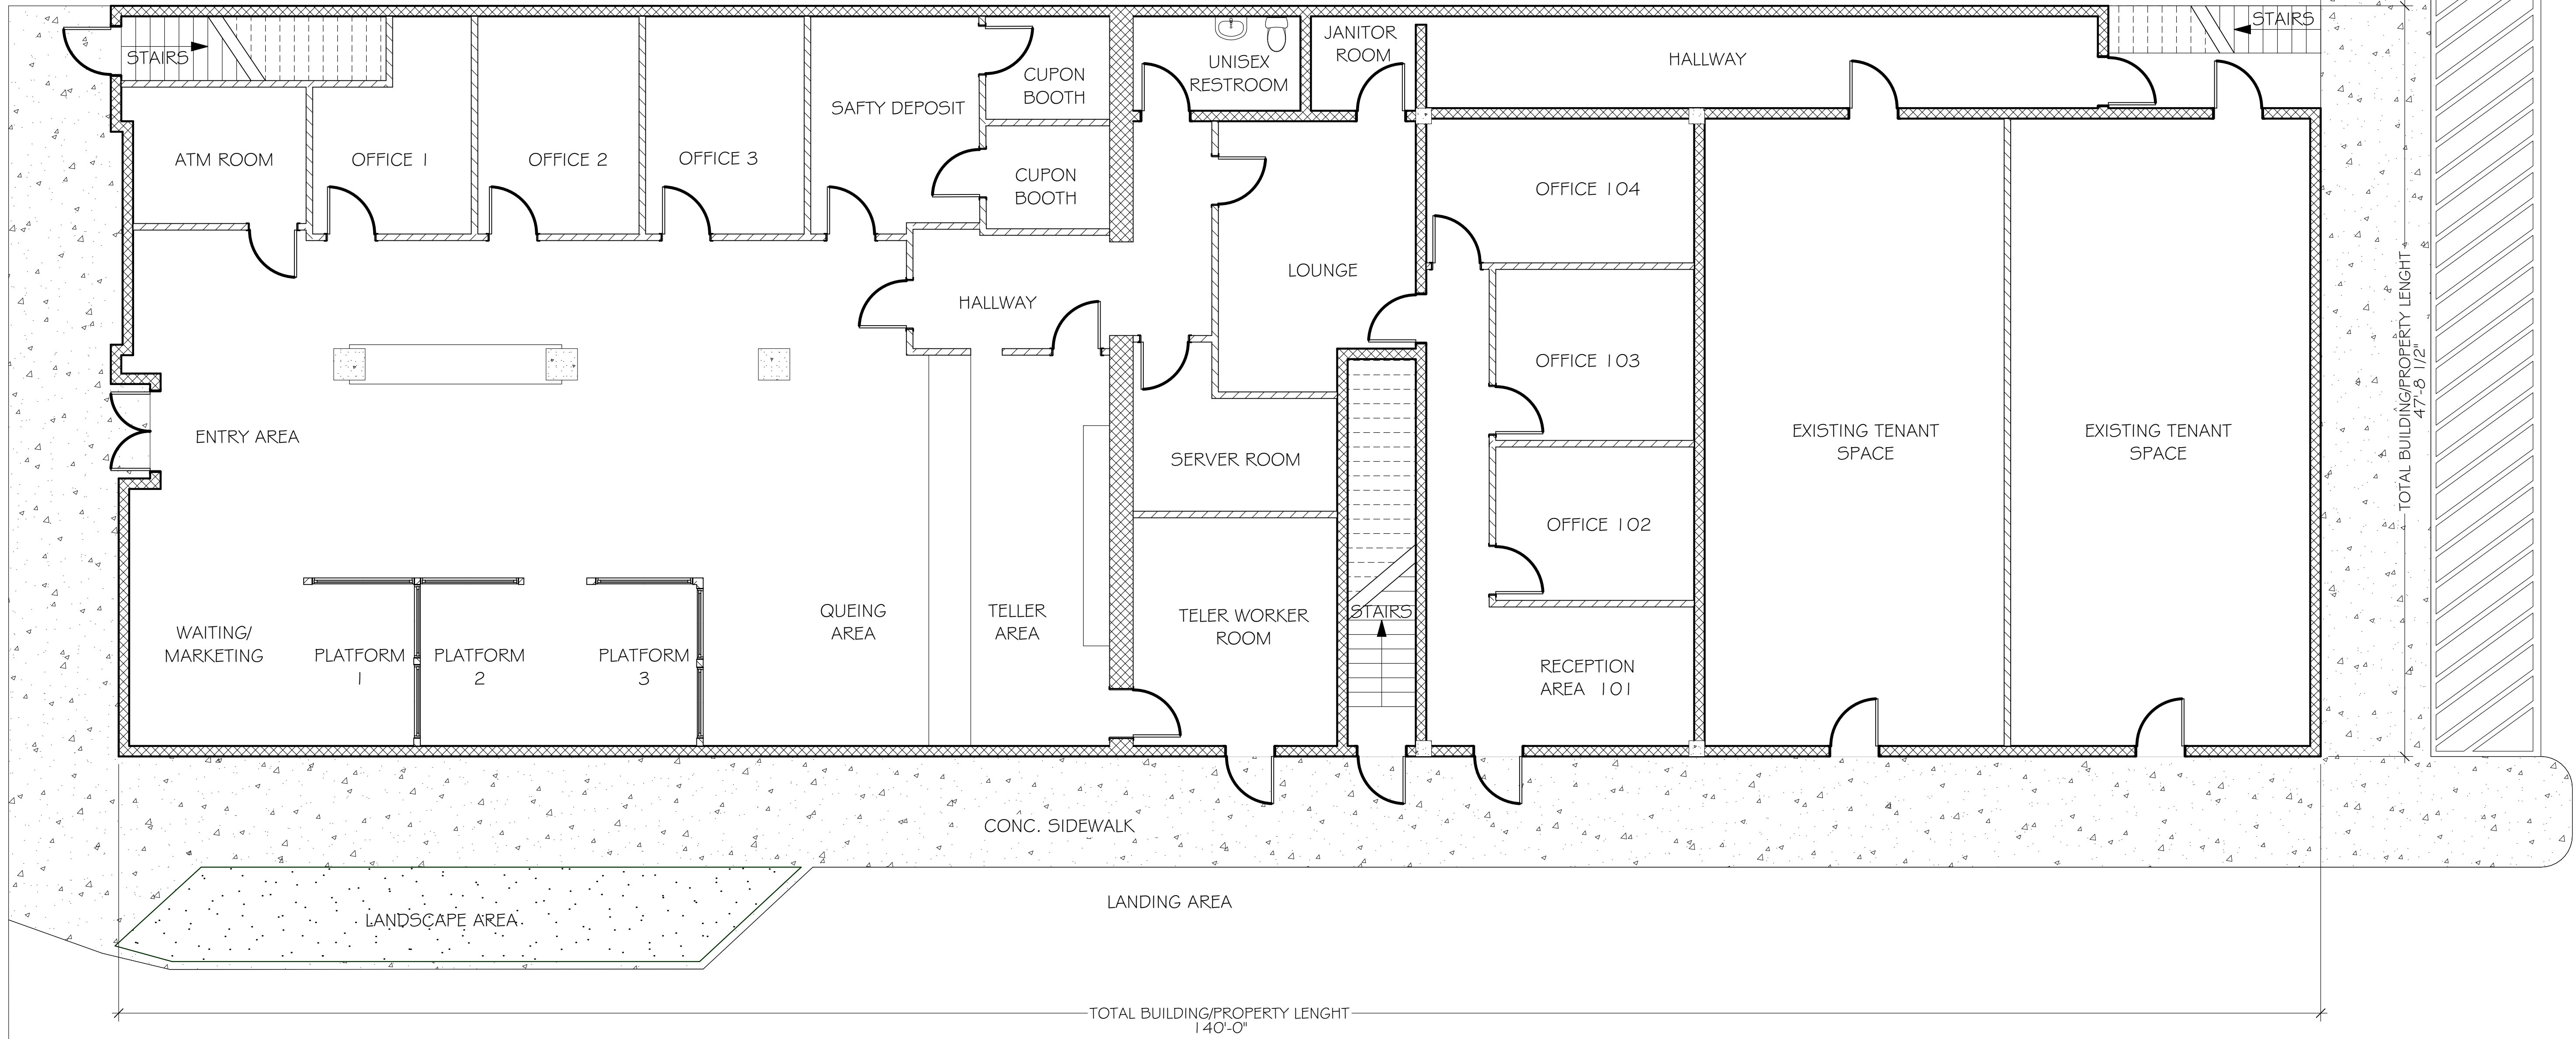 STAIRS
STAIRS
JANITOR
ROOM
HALLWAY
UNISEX
RESTROOM
CUPON
BOOTH
SAFTY DEPOSIT
ATM ROOM
OFFICE 1
OFFICE 2
OFFICE 3
CUPON
BOOTH
OFFICE 104
LOUNGE
HALLWAY
OFFICE 103
TOTAL BUILDING/PROPERTY LENGHT
47'-8 1/2"
ENTRY AREA
SERVER ROOM
EXISTING TENANT
SPACE
EXISTING TENANT
SPACE
OFFICE 102
WAITING/
MARKETING
PLATFORM
1
PLATFORM
2
PLATFORM
3
QUEING
AREA
TELLER
AREA
TELER WORKER
ROOM
STAIRS
RECEPTION
AREA 101
CONC. SIDEWALK
LANDSCAPE AREA
LANDING AREA
TOTAL BUILDING/PROPERTY LENGHT
140'-0"